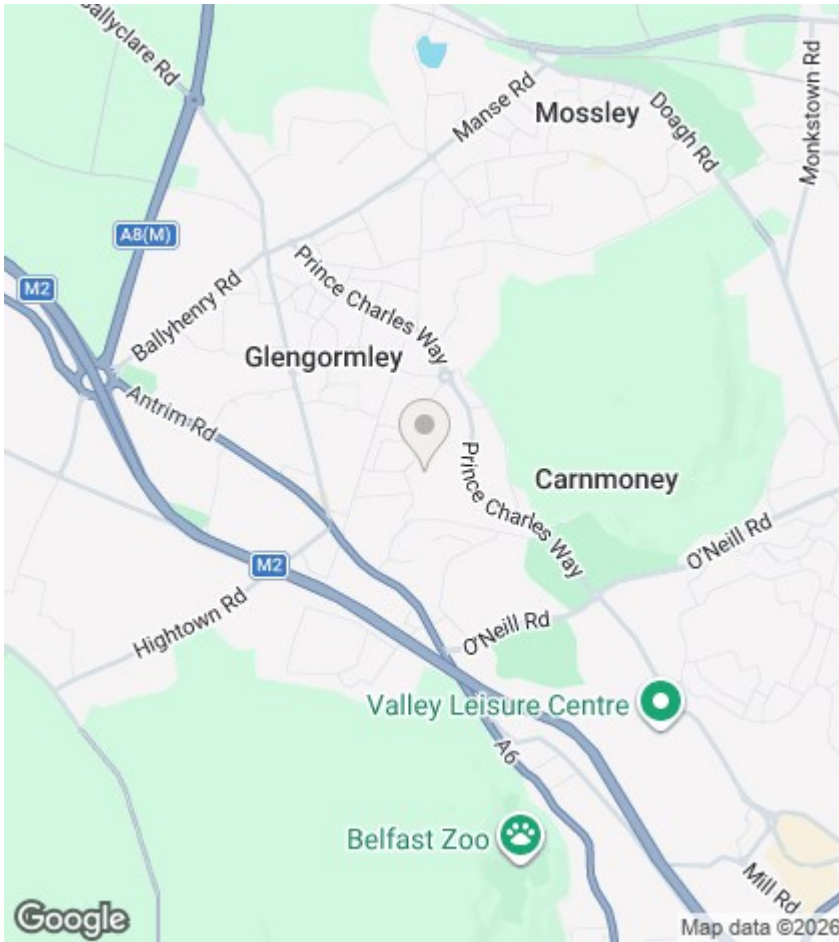 Ballyclare Rd
Manse Rd
Mossley
Doagh Rd
Monkstown Rd
A8(M)
M2
Prince Charles Way
Ballyhenry Rd
Glengormley
Antrim Rd
Prince Charles Way
Carnmoney
O'Neill Rd
M2
Hightown Rd
O'Neill Rd
Valley Leisure Centre
A6
Belfast Zoo
Mill Rd
Google
Map data ©2026